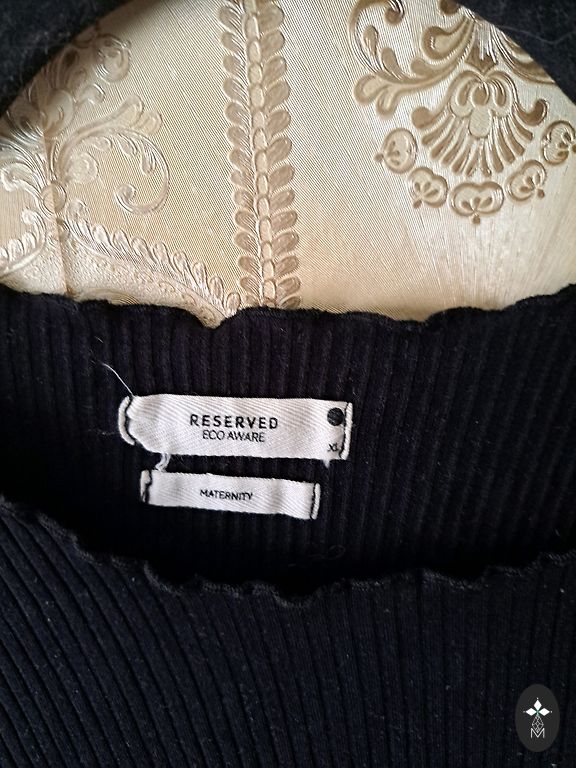 RESERVED
ECO AWARE
XL
MATERNITY
M